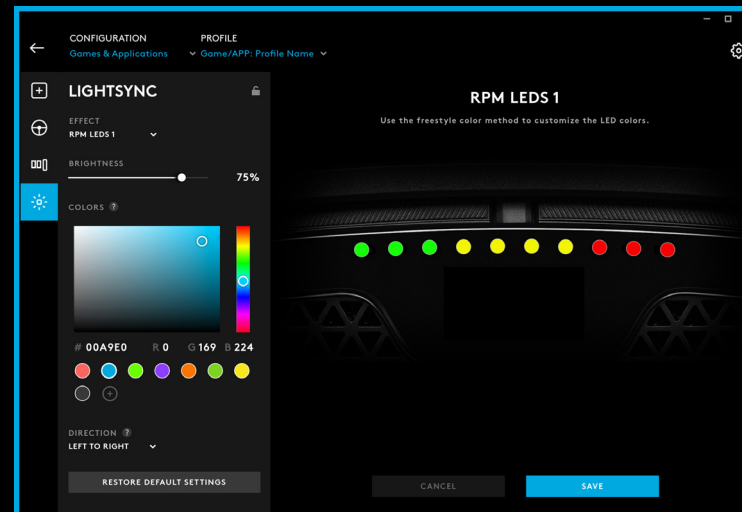 CONFIGURATION
Games & Applications
PROFILE
Game/APP: Profile Name
LIGHTSYNC
EFFECT
RPM LEDS 1
BRIGHTNESS
75%
COLORS ?
# 00A9E0 R 0 G 169 B 224
DIRECTION ?
LEFT TO RIGHT
RESTORE DEFAULT SETTINGS
RPM LEDS 1
Use the freestyle color method to customize the LED colors.
CANCEL
SAVE